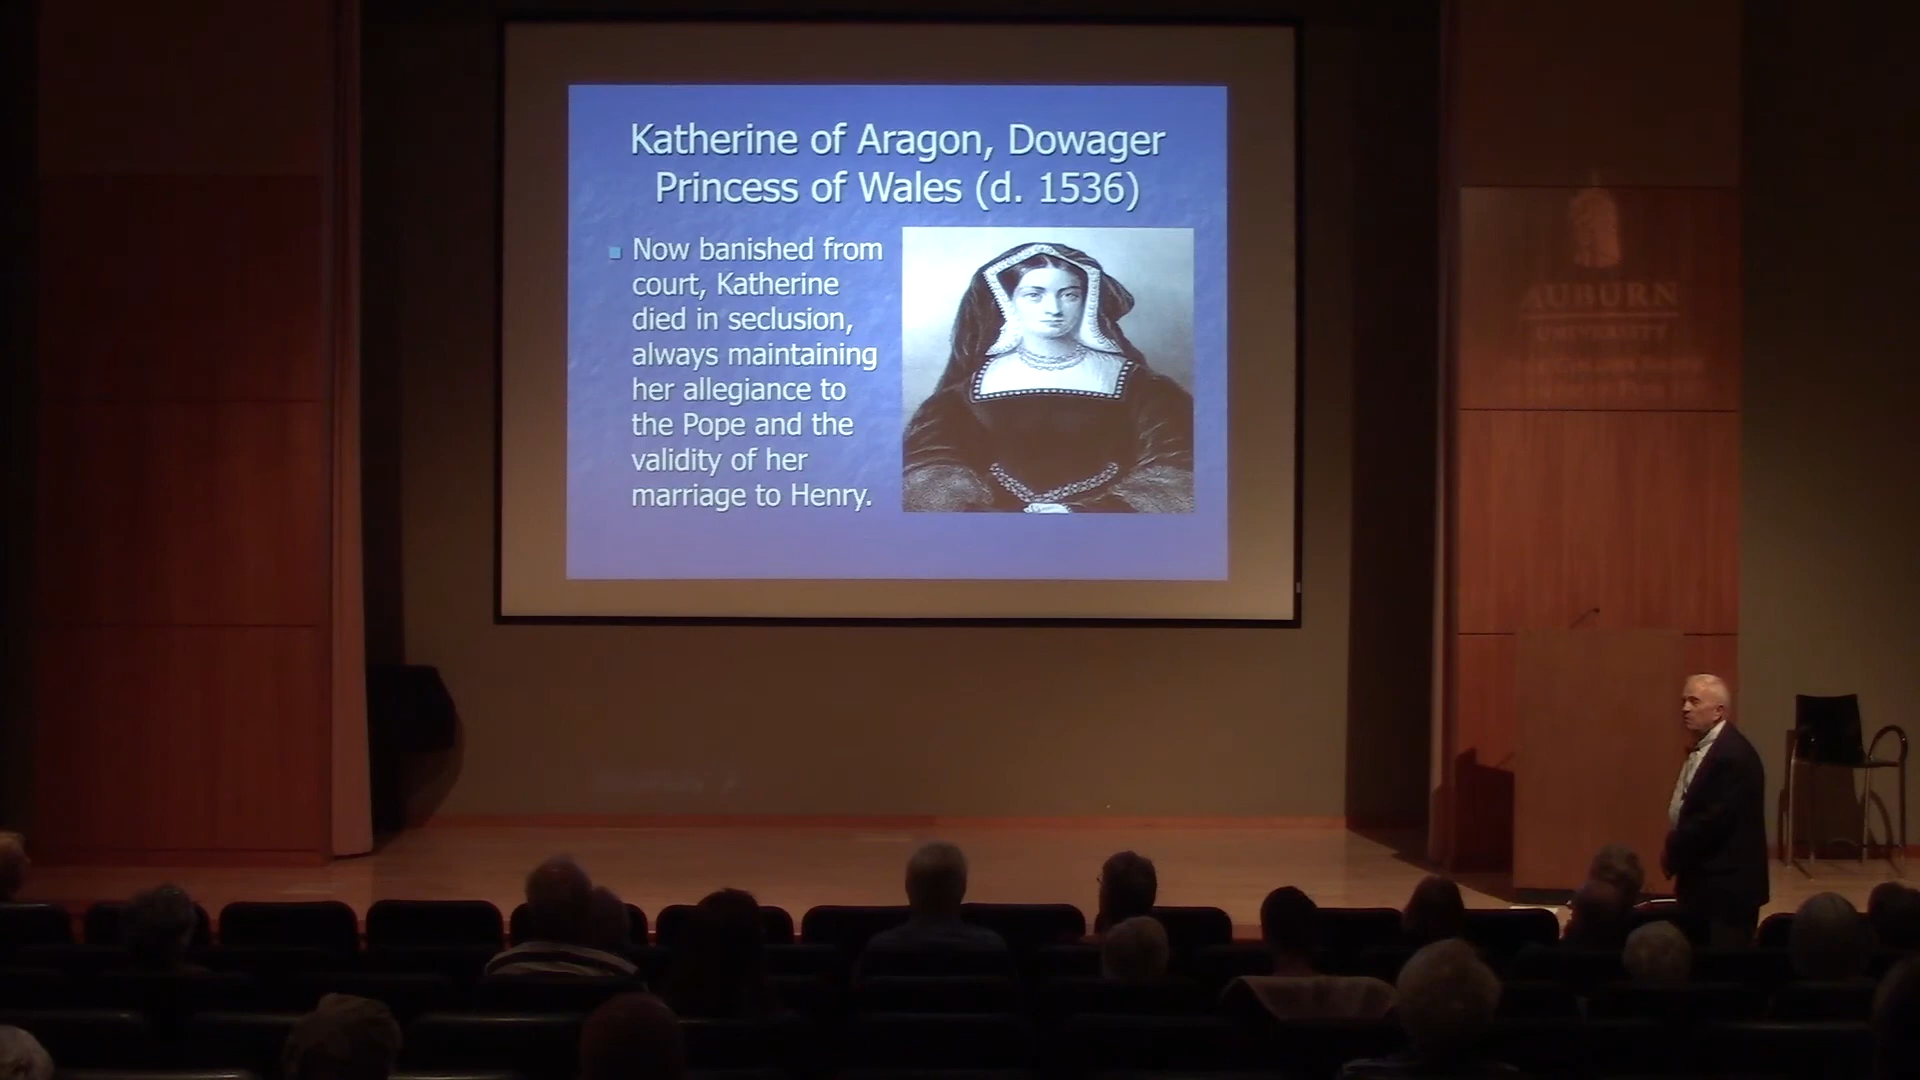 Katherine of Aragon, Dowager
Princess of Wales (d. 1536)
Now banished from
court, Katherine
died in seclusion,
always maintaining
her allegiance to
the Pope and the
validity of her
marriage to Henry.
AUBURN
UNIVERSITY